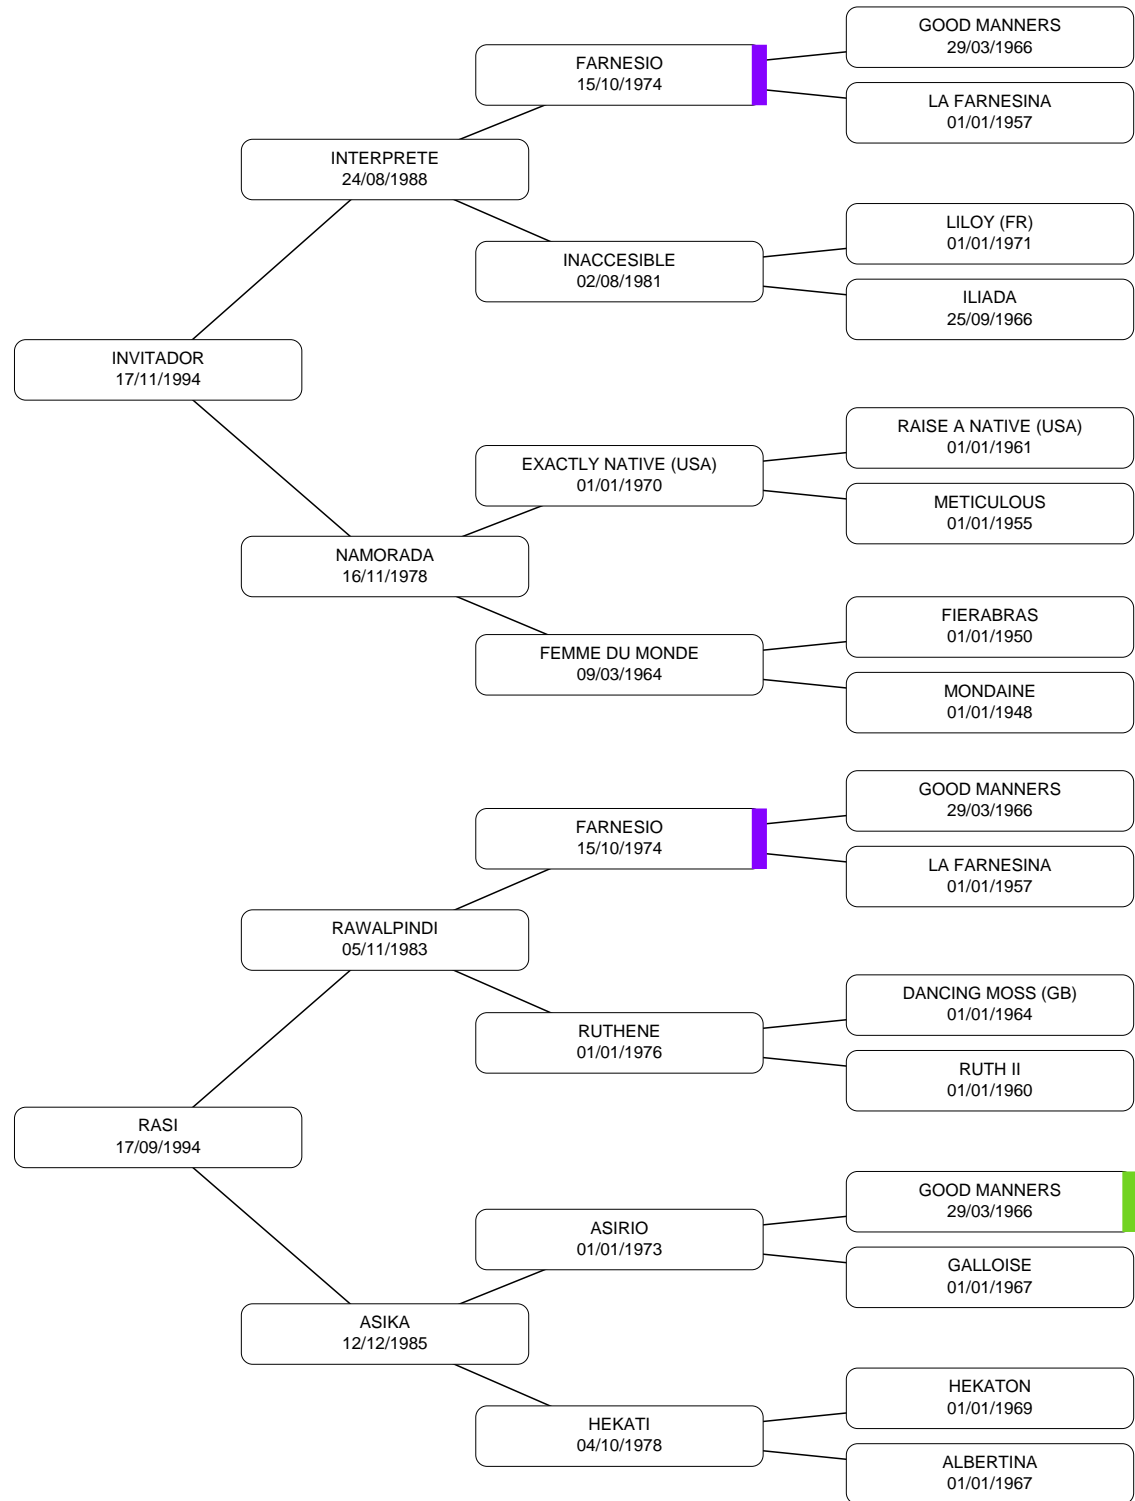 GOOD MANNERS
29/03/1966
FARNESIO
15/10/1974
LA FARNESINA
01/01/1957
INTERPRETE
24/08/1988
LILOY (FR)
01/01/1971
INACCESIBLE
02/08/1981
ILIADA
25/09/1966
INVITADOR
17/11/1994
RAISE A NATIVE (USA)
01/01/1961
EXACTLY NATIVE (USA)
01/01/1970
METICULOUS
01/01/1955
NAMORADA
16/11/1978
FIERABRAS
01/01/1950
FEMME DU MONDE
09/03/1964
MONDAINE
01/01/1948
GOOD MANNERS
29/03/1966
FARNESIO
15/10/1974
LA FARNESINA
01/01/1957
RAWALPINDI
05/11/1983
DANCING MOSS (GB)
01/01/1964
RUTHENE
01/01/1976
RUTH II
01/01/1960
RASI
17/09/1994
GOOD MANNERS
29/03/1966
ASIRIO
01/01/1973
GALLOISE
01/01/1967
ASIKA
12/12/1985
HEKATON
01/01/1969
HEKATI
04/10/1978
ALBERTINA
01/01/1967